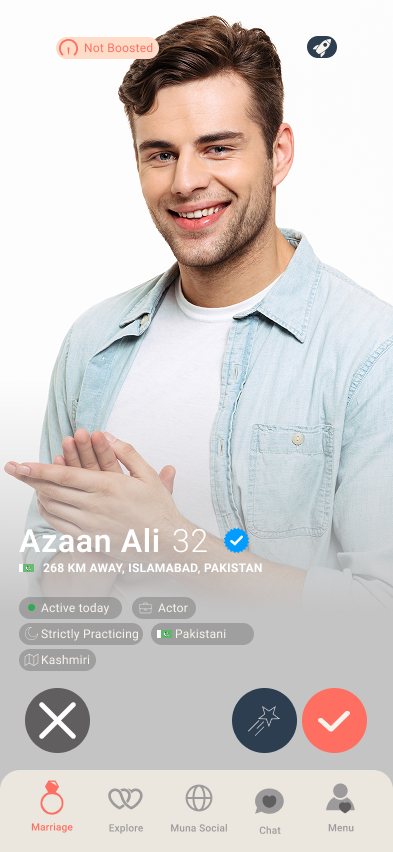 Not Boosted
Azaan Ali 32
268 KM AWAY, ISLAMABAD, PAKISTAN
Active today
Actor
Strictly Practicing
Pakistani
Kashmiri
Marriage
Explore
Muna Social
Chat
Menu